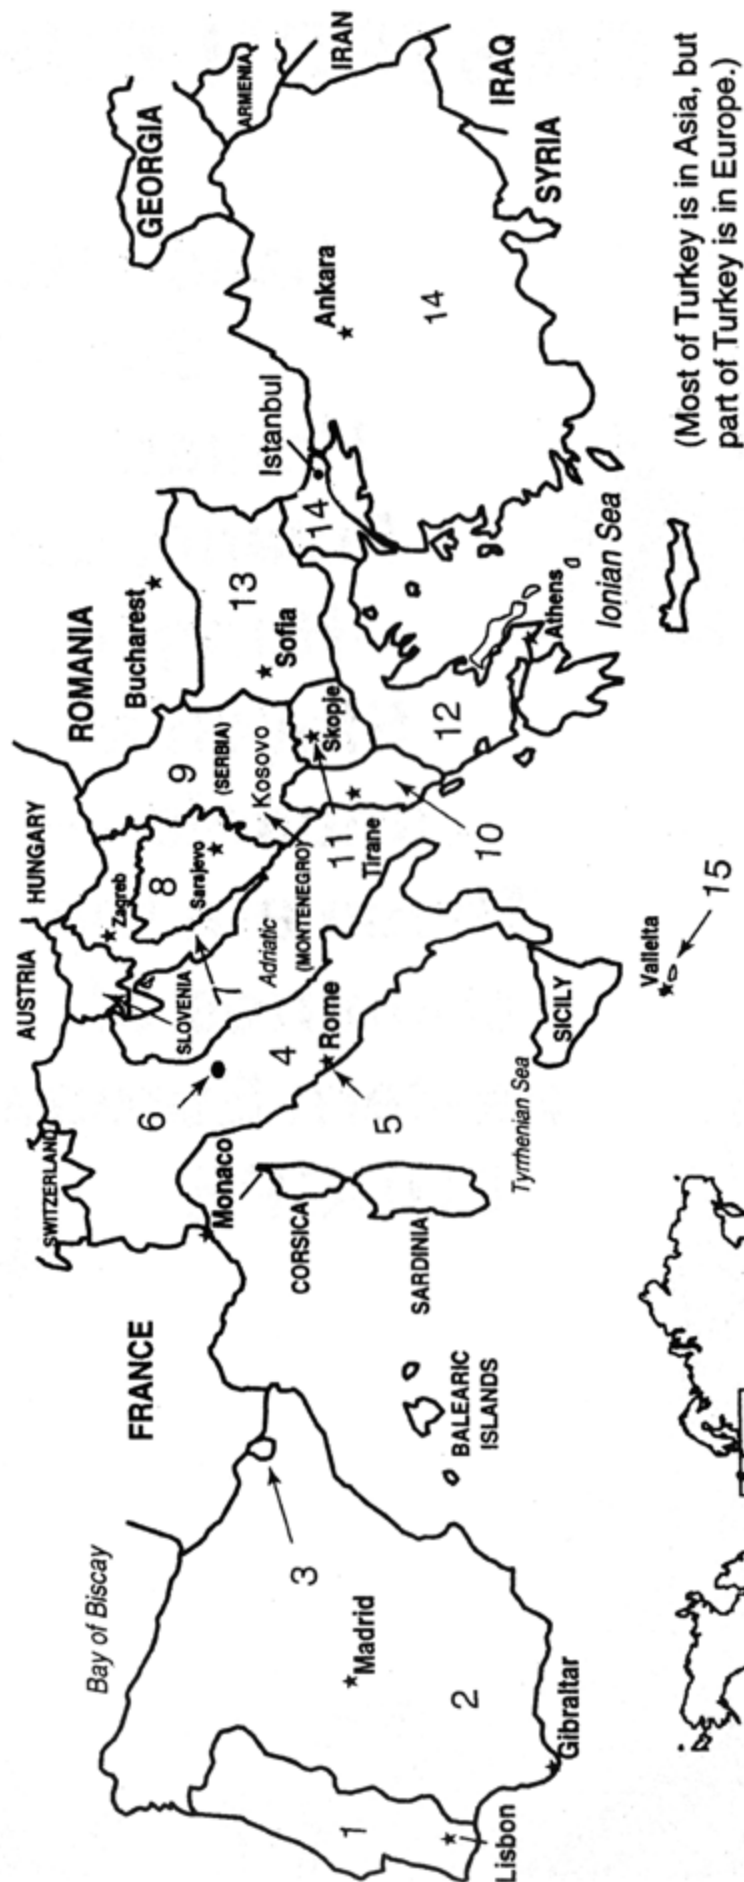 Bay of Biscay
FRANCE
SWITZERLAND
AUSTRIA
HUNGARY
ROMANIA
GEORGIA
ARMENIA
IRAN
IRAQ
SYRIA
1
Lisbon
2
Madrid
Gibraltar
3
BALEARIC
ISLANDS
Monaco
CORSICA
SARDINIA
6
4
Rome
5
Tyrrhenian Sea
SICILY
SLOVENIA
Zagreb
7
8
Sarajevo
Adriatic
(MONTENEGRO)
9
(SERBIA)
Kosovo
Bucharest
13
Sofia
Skopje
11
Tirane
10
12
Athens
Ionian Sea
Istanbul
14
Ankara
14
Valletta
15
(Most of Turkey is in Asia, but
part of Turkey is in Europe.)